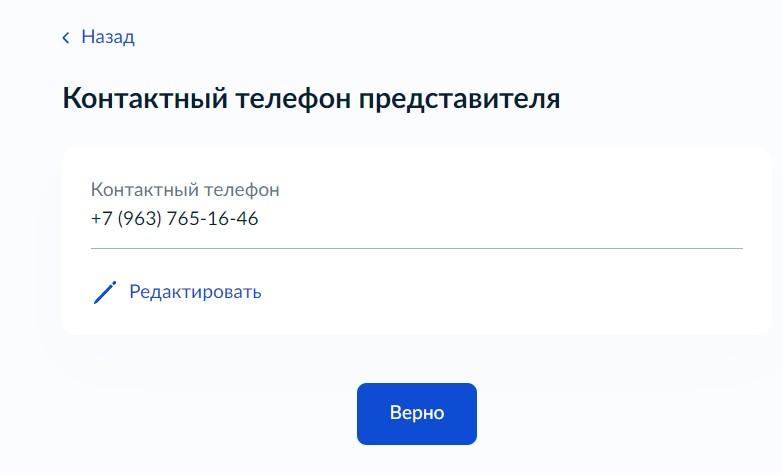 Назад
Контактный телефон представителя
Контактный телефон
+7 (963) 765-16-46
Редактировать
Верно